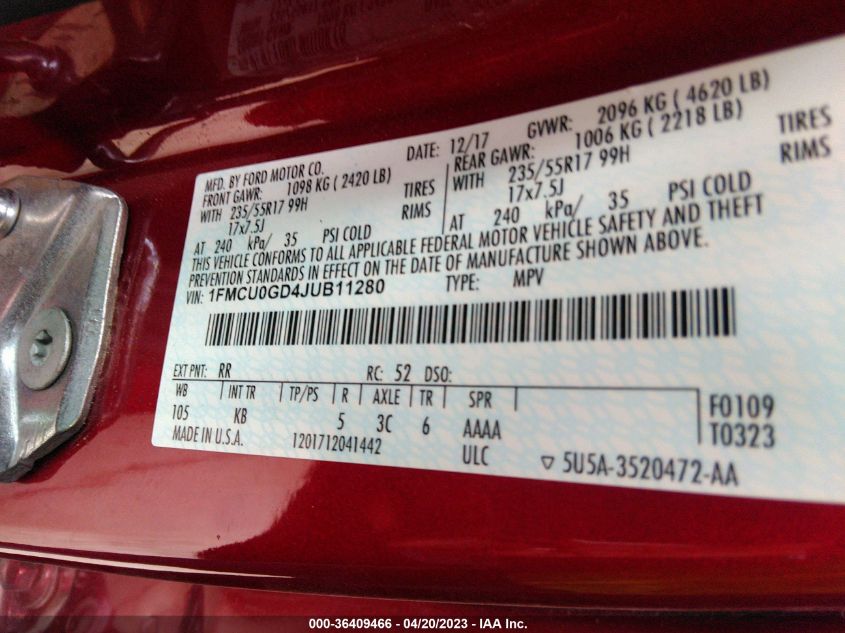 MFD. BY FORD MOTOR CO.
DATE: 12/17
GVWR: 2096 KG ( 4620 LB)
FRONT GAWR: 1098 KG ( 2420 LB)
REAR GAWR: 1006 KG ( 2218 LB)
WITH 235/55R17 99H TIRES
WITH 235/55R17 99H TIRES
17x7.5J RIMS
17x7.5J RIMS
AT 240 kPa/ 35 PSI COLD
AT 240 kPa/ 35 PSI COLD
THIS VEHICLE CONFORMS TO ALL APPLICABLE FEDERAL MOTOR VEHICLE SAFETY AND THEFT
PREVENTION STANDARDS IN EFFECT ON THE DATE OF MANUFACTURE SHOWN ABOVE.
VIN: 1FMCU0GD4JUB11280 TYPE: MPV
EXT PNT: RR RC: 52 DSO:
WB INT TR TP/PS R AXLE TR SPR
105 KB 5 3C 6 AAAA
F0109
T0323
MADE IN U.S.A. 1201712041442 ULC
▽ 5U5A-3520472-AA
000-36409466 - 04/20/2023 - IAA Inc.